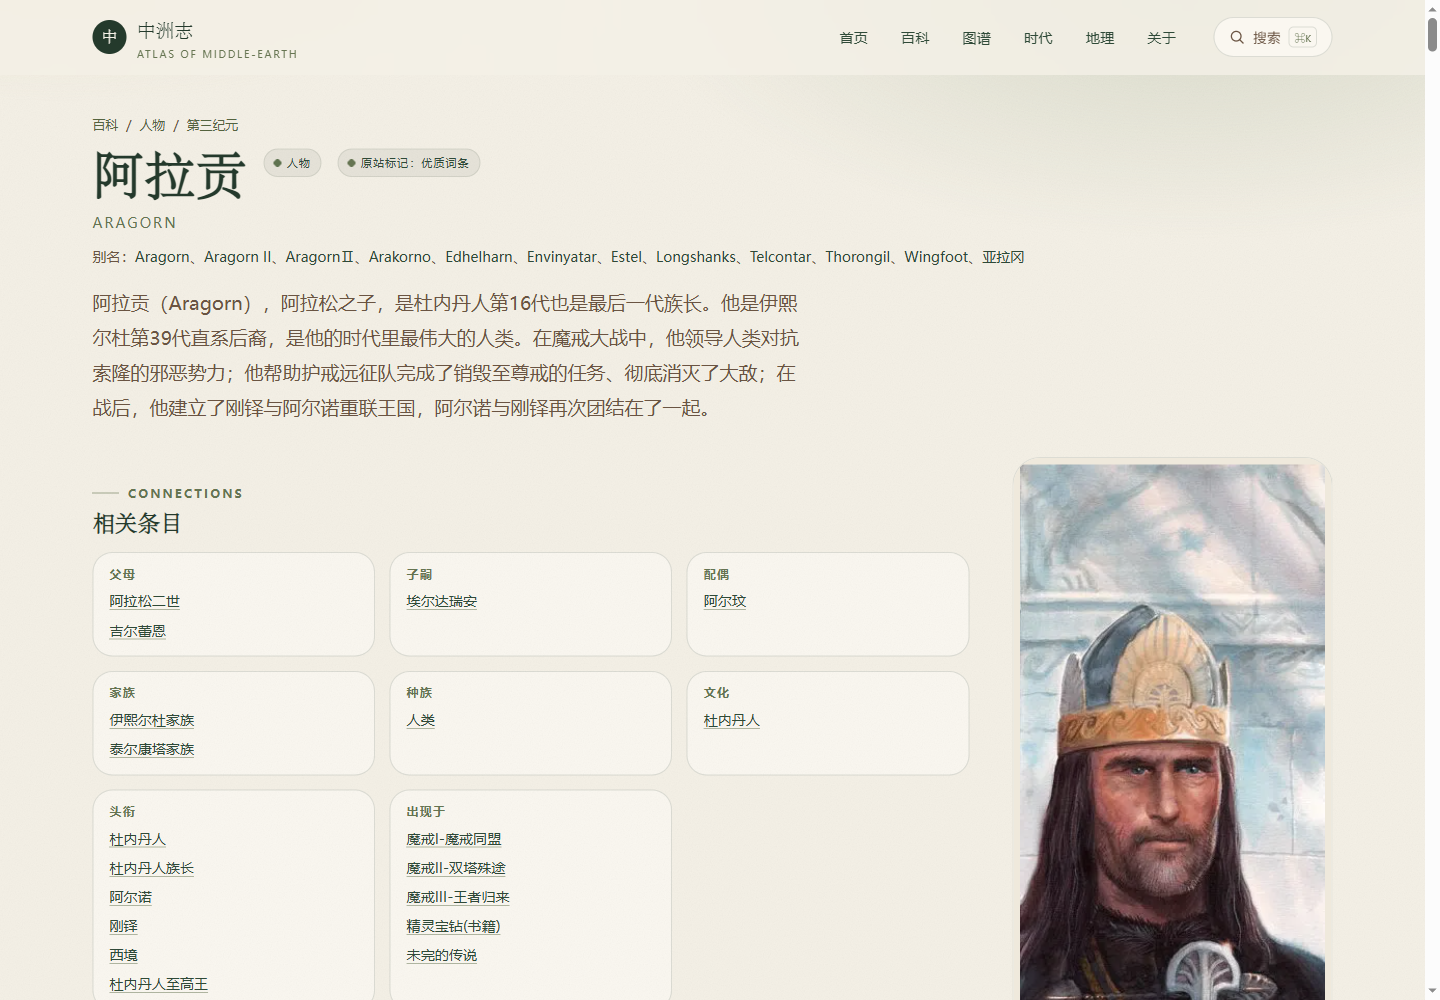 中
中洲志
ATLAS OF MIDDLE-EARTH
首页
百科
图谱
时代
地理
关于
搜索
⌘K
百科 / 人物 / 第三纪元
阿拉贡
人物
原站标记：优质词条
ARAGORN
别名：Aragorn、Aragorn II、AragornⅡ、Arakorno、Edhelharn、Envinyatar、Estel、Longshanks、Telcontar、Thorongil、Wingfoot、亚拉冈
阿拉贡（Aragorn），阿拉松之子，是杜内丹人第16代也是最后一代族长。他是伊熙
尔杜第39代直系后裔，是他的时代里最伟大的人类。在魔戒大战中，他领导人类对抗
索隆的邪恶势力；他帮助护戒远征队完成了销毁至尊戒的任务、彻底消灭了大敌；在
战后，他建立了刚铎与阿尔诺重联王国，阿尔诺与刚铎再次团结在了一起。
CONNECTIONS
相关条目
父母
阿拉松二世
吉尔蕾恩
子嗣
埃尔达瑞安
配偶
阿尔玟
家族
伊熙尔杜家族
泰尔康塔家族
种族
人类
文化
杜内丹人
头衔
杜内丹人
杜内丹人族长
阿尔诺
刚铎
西境
杜内丹人至高王
出现于
魔戒I-魔戒同盟
魔戒II-双塔殊途
魔戒III-王者归来
精灵宝钻(书籍)
未完的传说